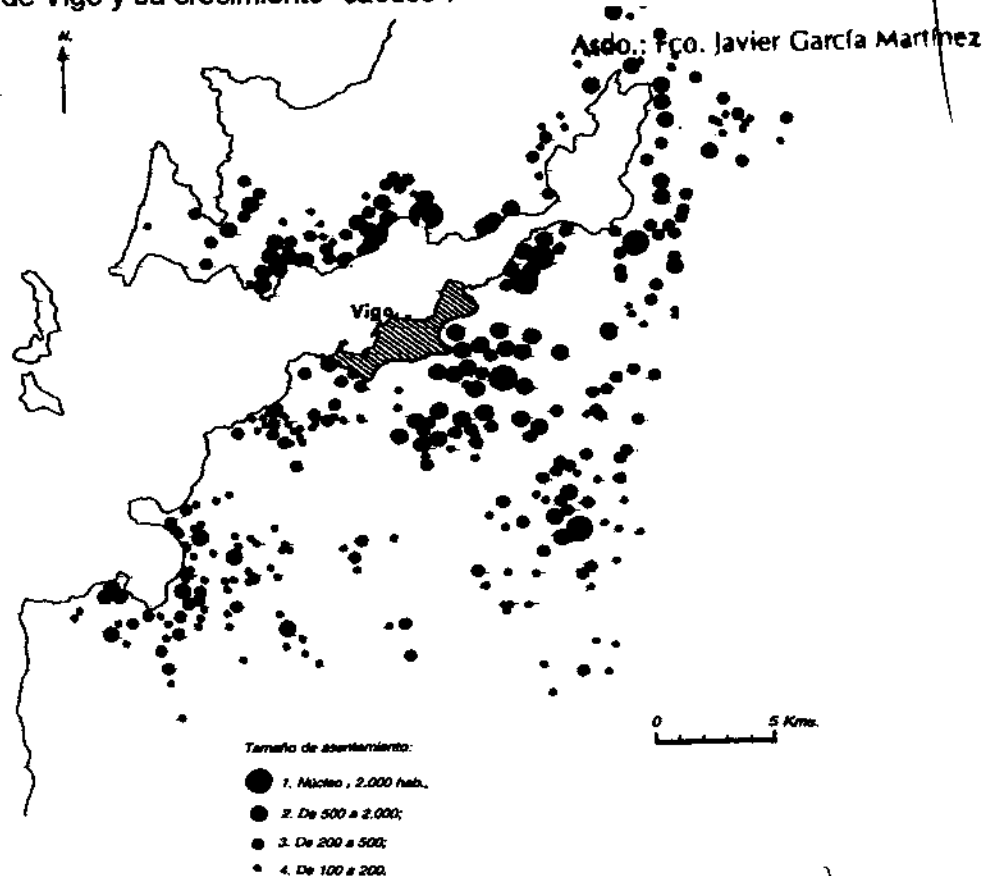 de Vigo y su crecimiento "caótico".
Asdo.: Fco. Javier García Martínez
N.
Vigo
0 5 Kms.
Tamaño de asentamiento:
1. Núcleo , 2.000 hab.,
2. De 500 a 2.000;
3. De 200 a 500;
4. De 100 a 200.